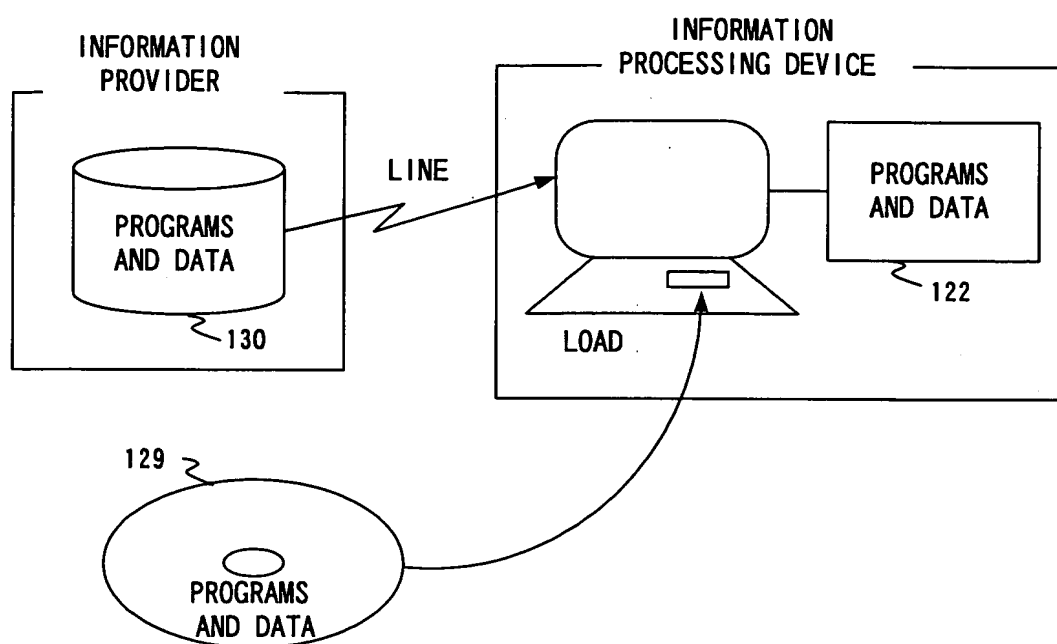 INFORMATION
PROVIDER
PROGRAMS
AND DATA
130
LINE
INFORMATION
PROCESSING DEVICE
PROGRAMS
AND DATA
122
LOAD
129
PROGRAMS
AND DATA